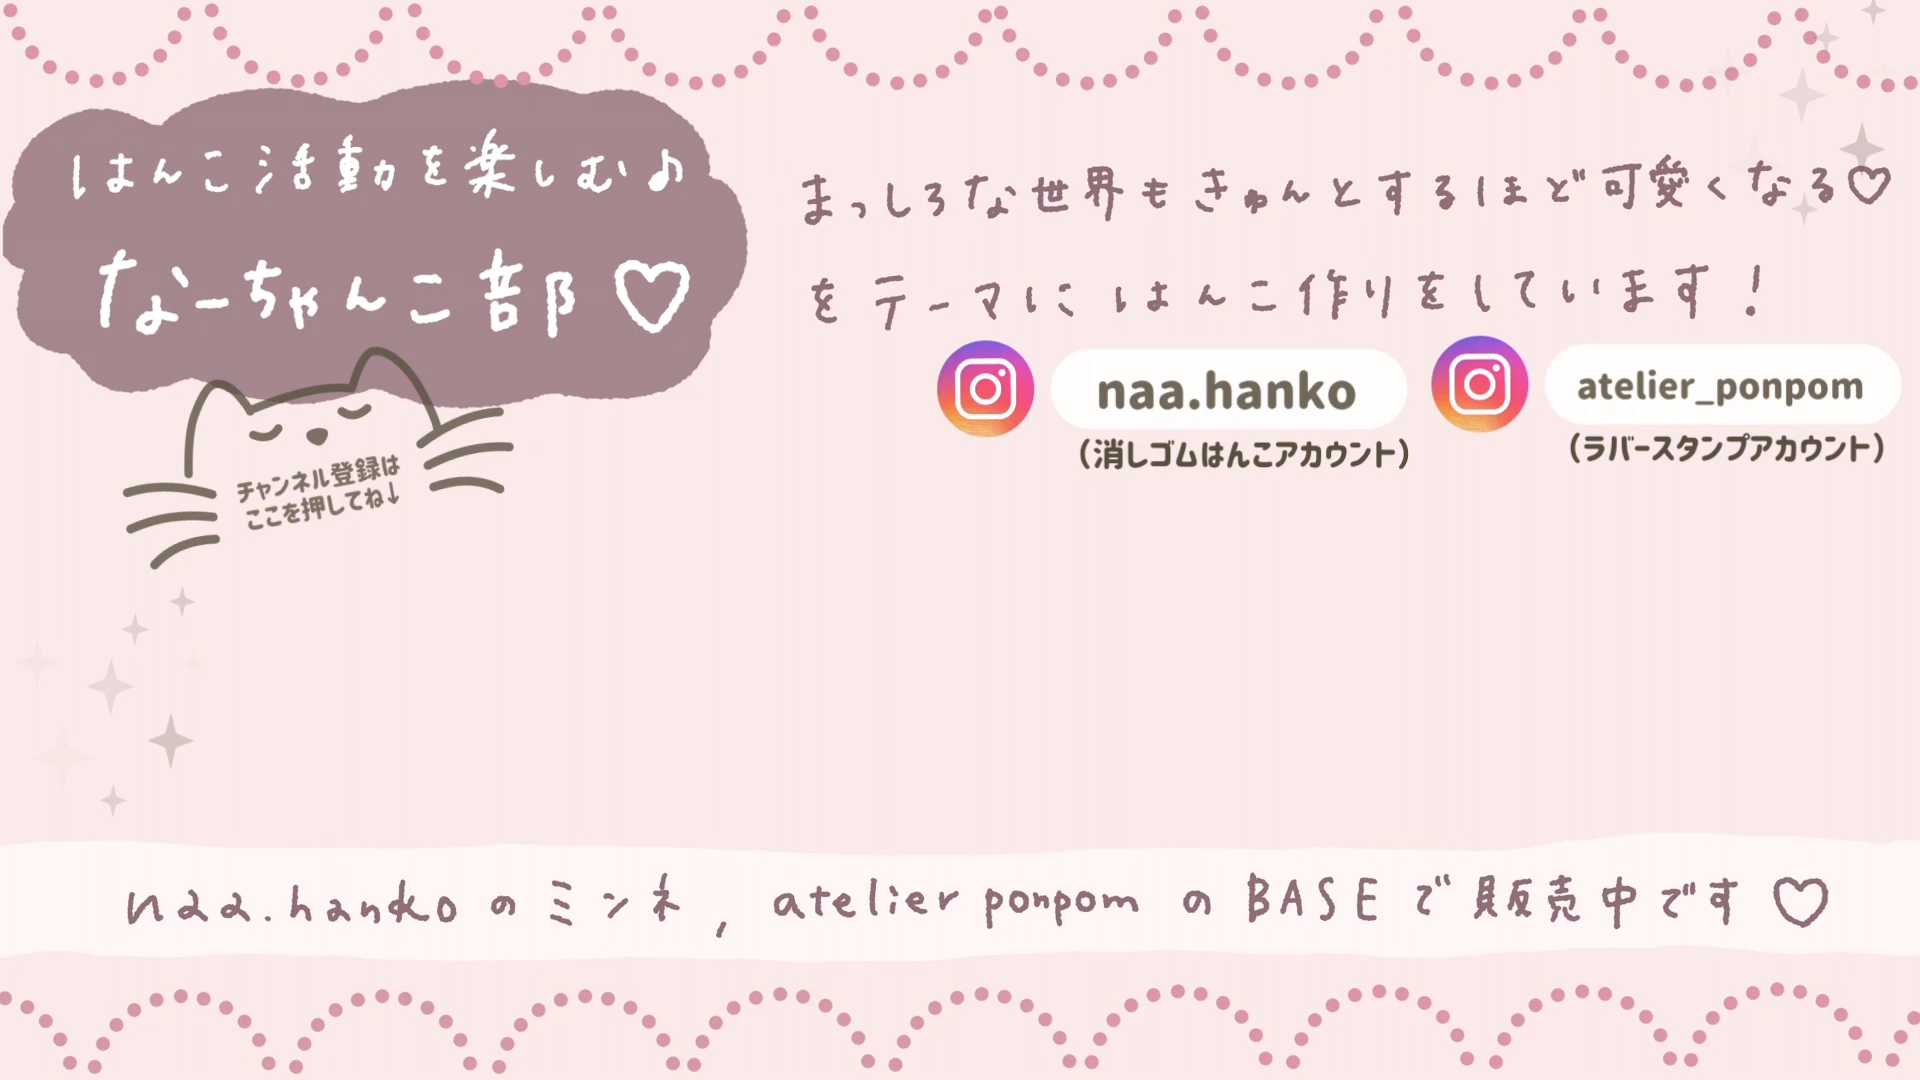 はんこ活動を楽しむ♪
なーちゃんこ部♡
まっしろな世界もきゅんとするほど可愛くなる♡
をテーマにはんこ作りをしています！
naa.hanko
(消しゴムはんこアカウント)
atelier_ponpom
(ラバースタンプアカウント)
チャンネル登録は
ここを押してね↓
naa.hankoのミンネ, atelier ponpomのBASEで販売中です♡